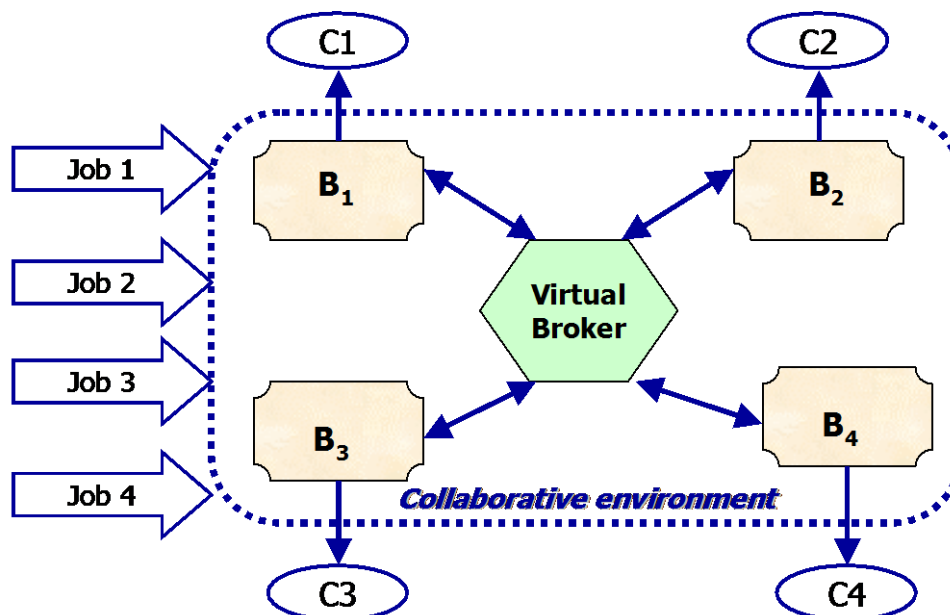 C1
C2
Job 1
B₁
B₂
Job 2
Virtual
Broker
Job 3
B₃
B₄
Job 4
Collaborative environment
C3
C4